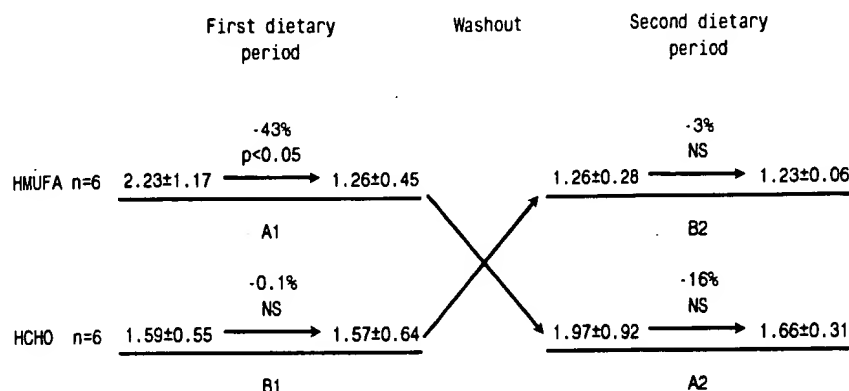 First dietary Washout Second dietary
period period
-43% -3%
p<0.05 NS
HMUFA n=6 2.23±1.17 1.26±0.45 1.26±0.28 1.23±0.06
A1 B2
-0.1% -16%
NS NS
HCHO n=6 1.59±0.55 1.57±0.64 1.97±0.92 1.66±0.31
B1 A2